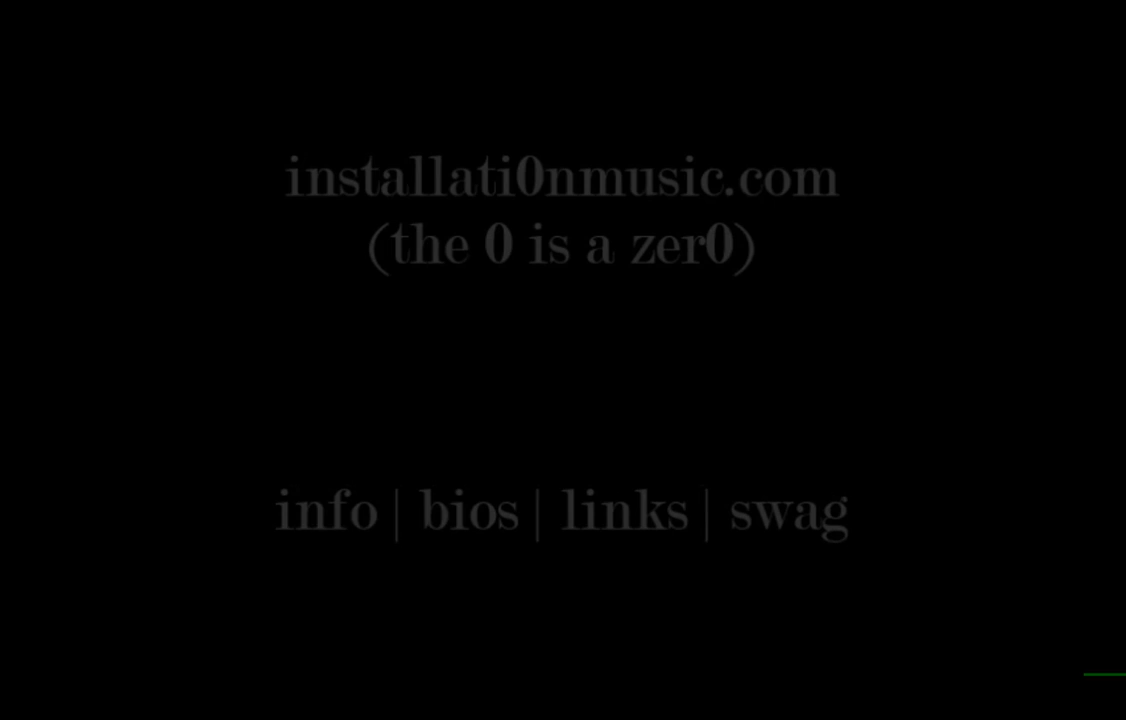 installati0nmusic.com
(the 0 is a zer0)
info | bios | links | swag